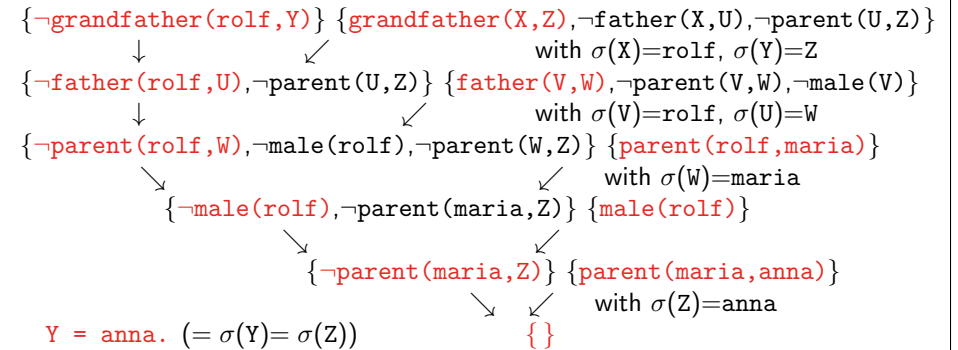 {¬grandfather(rolf,Y)} {grandfather(X,Z),¬father(X,U),¬parent(U,Z)}
↓ ↙ with σ(X)=rolf, σ(Y)=Z
{¬father(rolf,U),¬parent(U,Z)} {father(V,W),¬parent(V,W),¬male(V)}
↓ ↙ with σ(V)=rolf, σ(U)=W
{¬parent(rolf,W),¬male(rolf),¬parent(W,Z)} {parent(rolf,maria)}
↘ ↙ with σ(W)=maria
{¬male(rolf),¬parent(maria,Z)} {male(rolf)}
↘ ↙
{¬parent(maria,Z)} {parent(maria,anna)}
↘ ↙ with σ(Z)=anna
Y = anna. (= σ(Y)= σ(Z)) {}